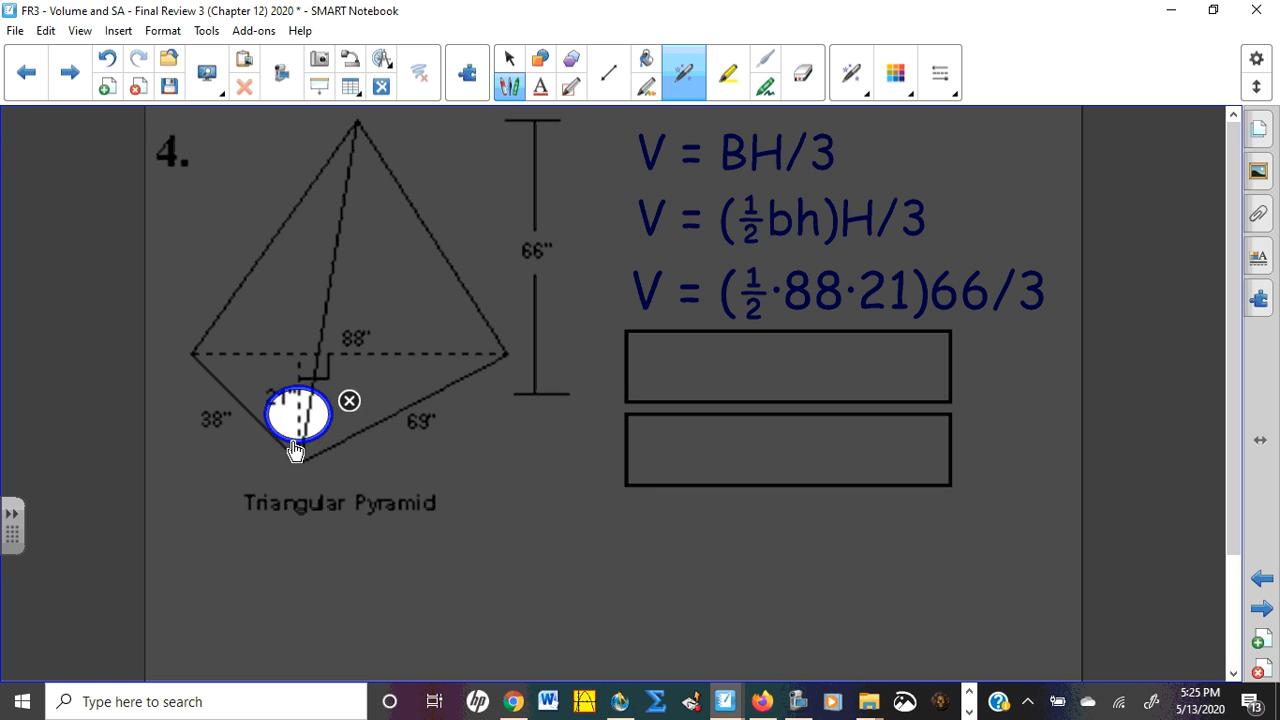 FR3 - Volume and SA - Final Review 3 (Chapter 12) 2020 * - SMART Notebook
File Edit View Insert Format Tools Add-ons Help
4.
V = BH/3
V = (½bh)H/3
66"
V = (½·88·21)66/3
88"
21"
38"
69"
Triangular Pyramid
Type here to search
5:25 PM
5/13/2020
13